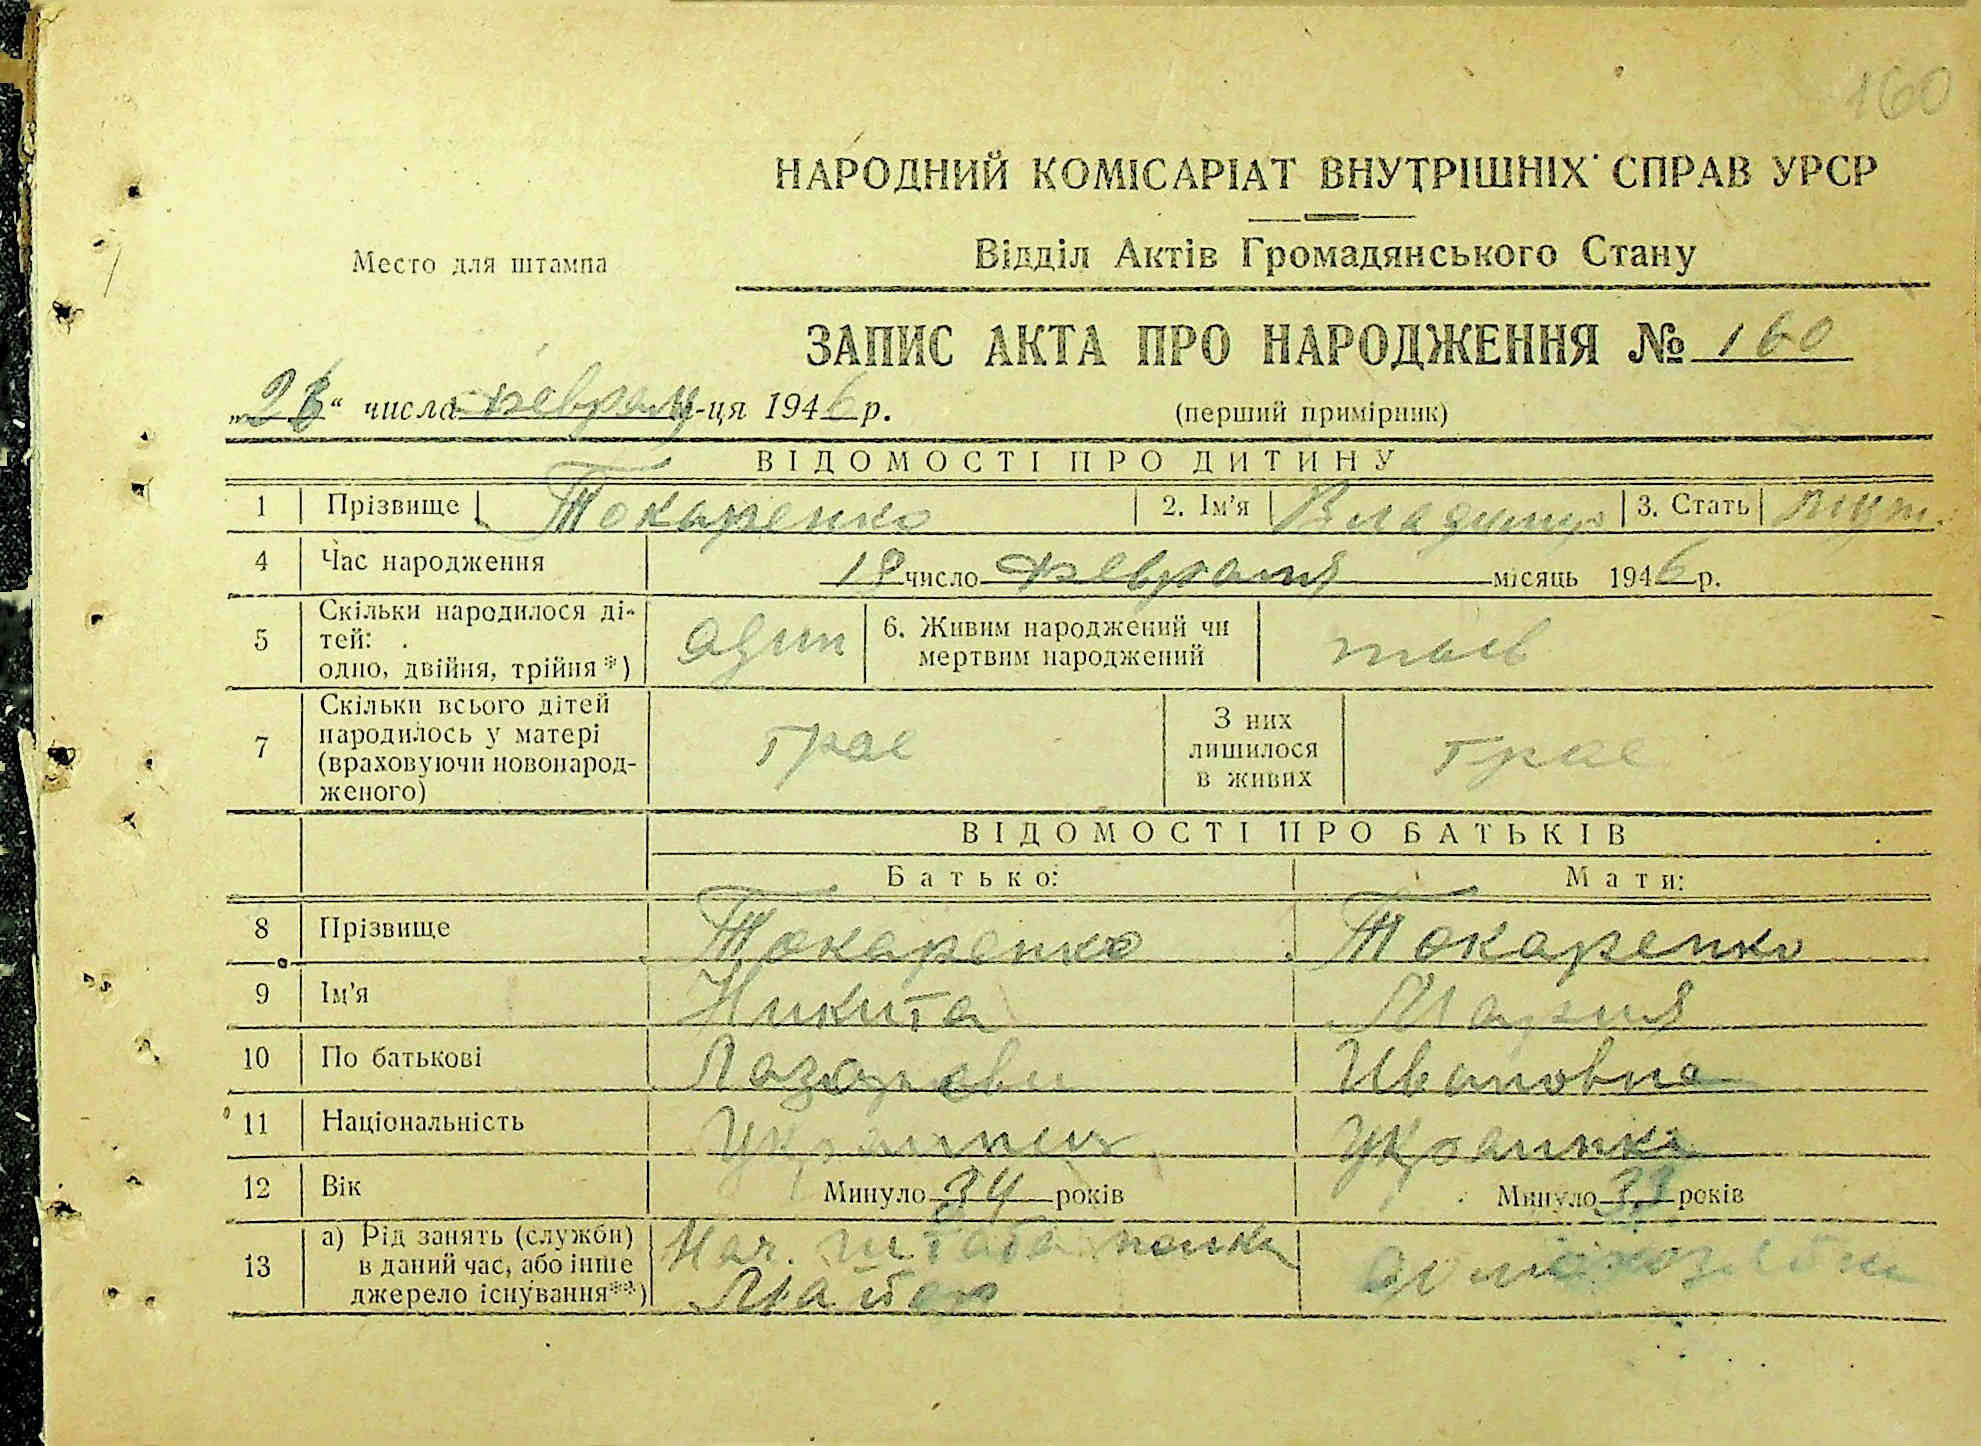 160
НАРОДНИЙ КОМІСАРІАТ ВНУТРІШНІХ СПРАВ УРСР
Место для штампа
Відділ Актів Громадянського Стану
ЗАПИС АКТА ПРО НАРОДЖЕННЯ № 160
„26“ числа февраля м-ця 1946 р.
(перший примірник)
ВІДОМОСТІ ПРО ДИТИНУ
1 Прізвище Токаренко 2. Ім'я Владимир 3. Стать муж.
4 Час народження 19 число февраля місяць 1946 р.
5 Скільки народилося ді-
тей:
одно, двійня, трійня*) один 6. Живим народжений чи
мертвим народжений
7 Скільки всього дітей
народилось у матері
(враховуючи новонарод-
женого) трое З них
лишилося
в живих трое
ВІДОМОСТІ ПРО БАТЬКІВ
Батько: Мати:
8 Прізвище Токаренко Токаренко
9 Ім'я Никита Мария
10 По батькові Ивановна
11 Національність Украинец Украинка
12 Вік Минуло 34 років Минуло 33 років
13 а) Рід занять (служби)
в даний час, або інше
джерело існування**) Нач. штаба полка
Майор домохозяйка